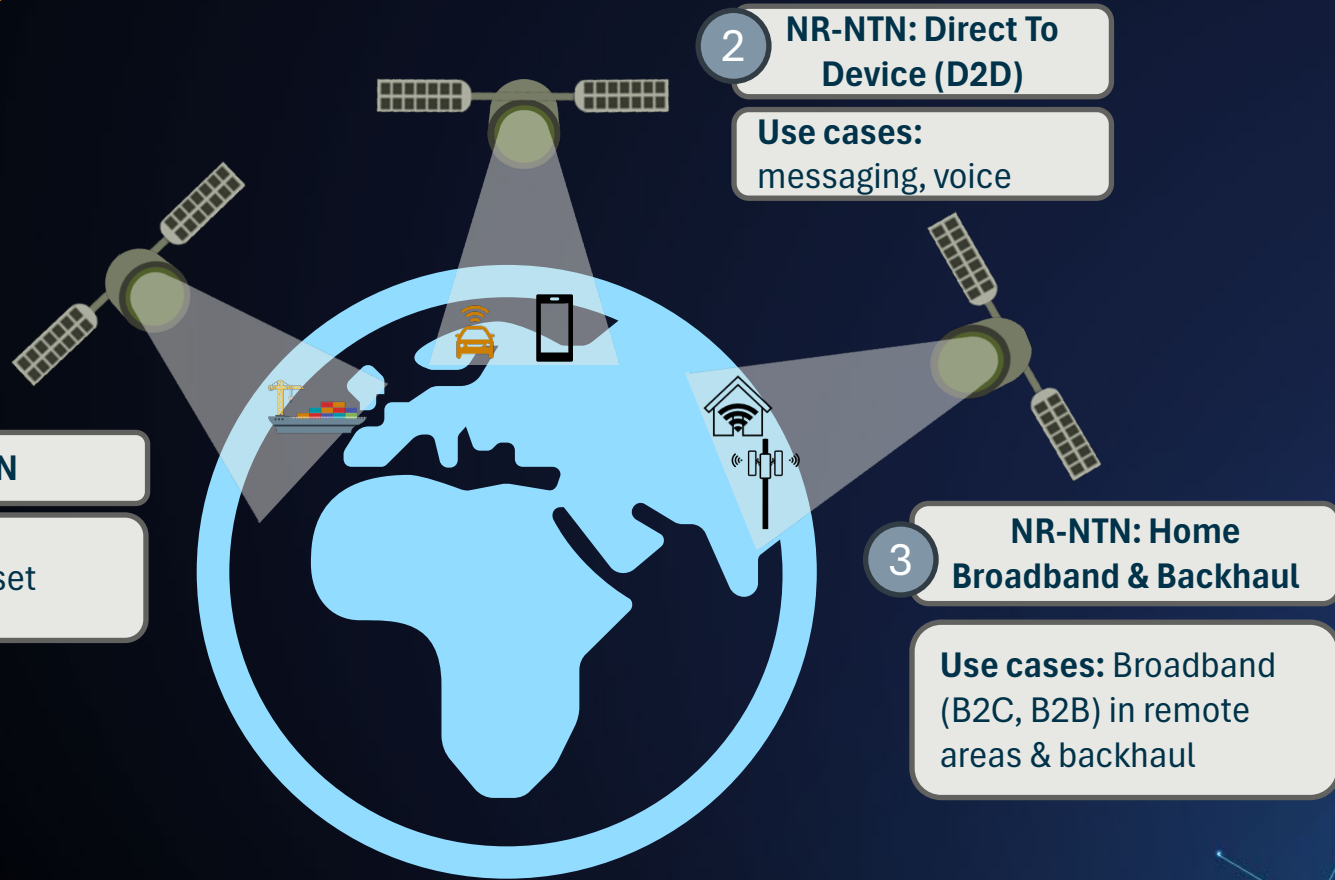 2
NR-NTN: Direct To
Device (D2D)
Use cases:
messaging, voice
N
set
3
NR-NTN: Home
Broadband & Backhaul
Use cases: Broadband
(B2C, B2B) in remote
areas & backhaul